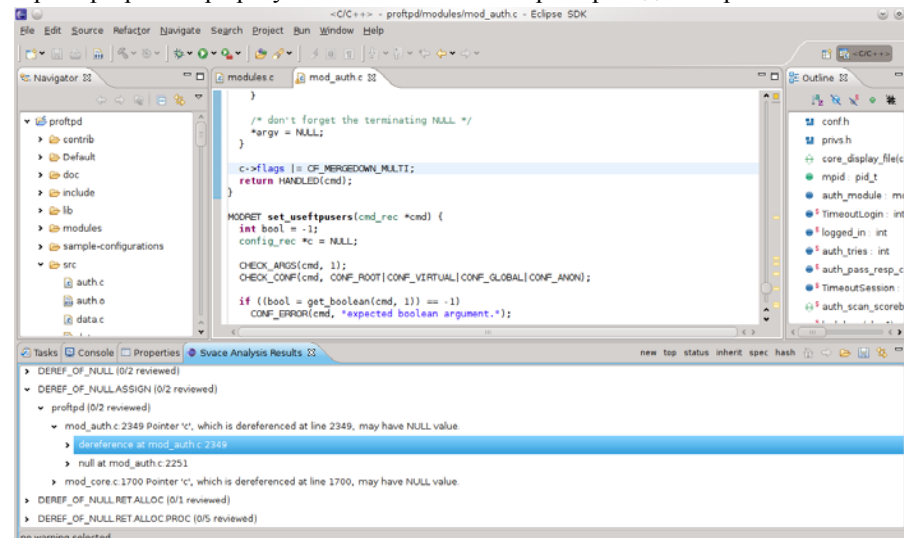 <C/C++> - proftpd/modules/mod_auth.c - Eclipse SDK
File Edit Source Refactor Navigate Search Project Run Window Help
<C/C++>
Navigator
modules.c
mod_auth.c
Outline
}
/* don't forget the terminating NULL */
*argv = NULL;
}
c->flags |= CF_MERGEDOWN_MULTI;
return HANDLED(cmd);
}
MODRET set_useftpusers(cmd_rec *cmd) {
int bool = -1;
config_rec *c = NULL;
CHECK_ARGS(cmd, 1);
CHECK_CONF(cmd, CONF_ROOT|CONF_VIRTUAL|CONF_GLOBAL|CONF_ANON);
if ((bool = get_boolean(cmd, 1)) == -1)
CONF_ERROR(cmd, "expected boolean argument.");
proftpd
contrib
Default
doc
include
lib
modules
sample-configurations
src
auth.c
auth.o
data.c
conf.h
privs.h
core_display_file(c
mpid : pid_t
auth_module : mo
TimeoutLogin : int
logged_in : int
auth_tries : int
auth_pass_resp_c
TimeoutSession :
auth_scan_scoreb
Tasks Console Properties Svace Analysis Results new top status inherit spec hash
DEREF_OF_NULL (0/2 reviewed)
DEREF_OF_NULL.ASSIGN (0/2 reviewed)
proftpd (0/2 reviewed)
mod_auth.c:2349 Pointer 'c', which is dereferenced at line 2349, may have NULL value.
dereference at mod_auth.c:2349
null at mod_auth.c:2251
mod_core.c:1700 Pointer 'c', which is dereferenced at line 1700, may have NULL value.
DEREF_OF_NULL.RET.ALLOC (0/1 reviewed)
DEREF_OF_NULL.RET.ALLOC.PROC (0/5 reviewed)
no warning selected